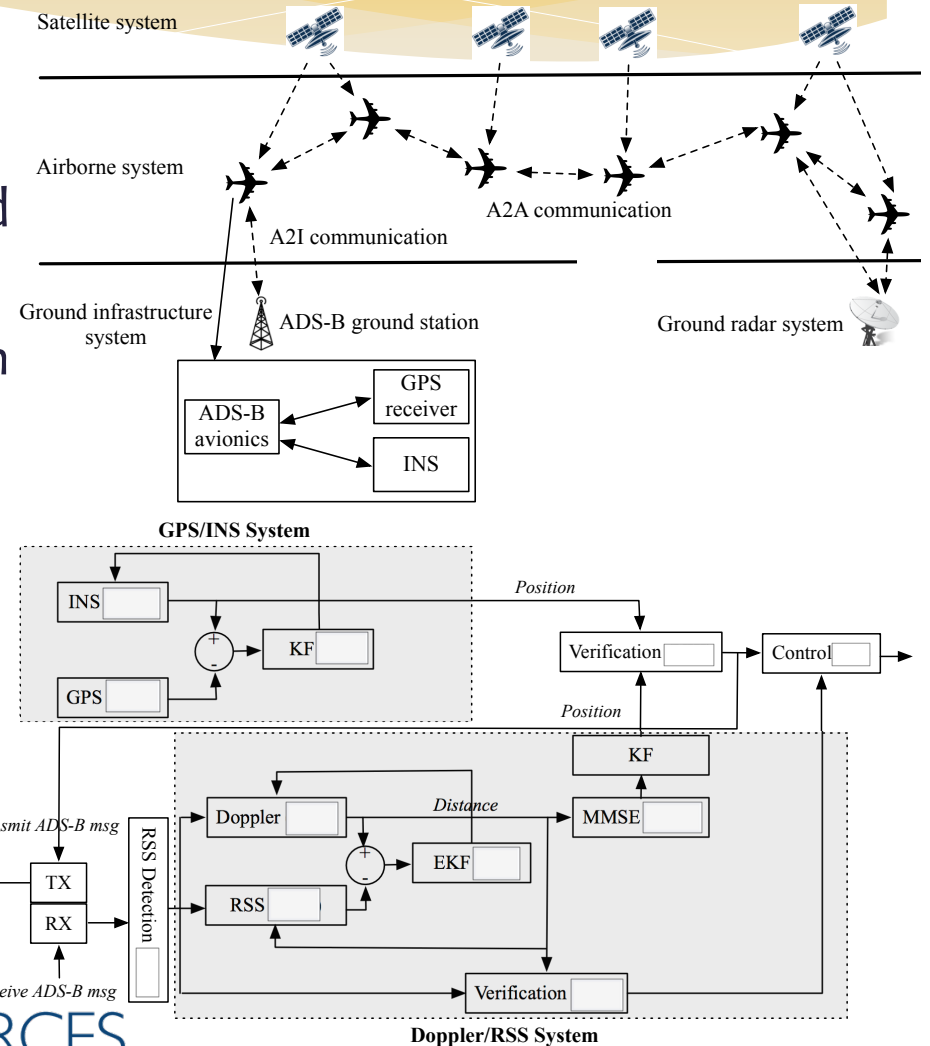 Satellite system
Airborne system
d
A2A communication
A2I communication
Ground infrastructure
system
ADS-B ground station
Ground radar system
n
GPS
receiver
ADS-B
avionics
INS
GPS/INS System
INS
Position
+
-
KF
Verification
Control
GPS
Position
KF
Doppler
Distance
MMSE
smit ADS-B msg
RSS Detection
+
-
EKF
TX
RSS
RX
eive ADS-B msg
Verification
RCES
Doppler/RSS System